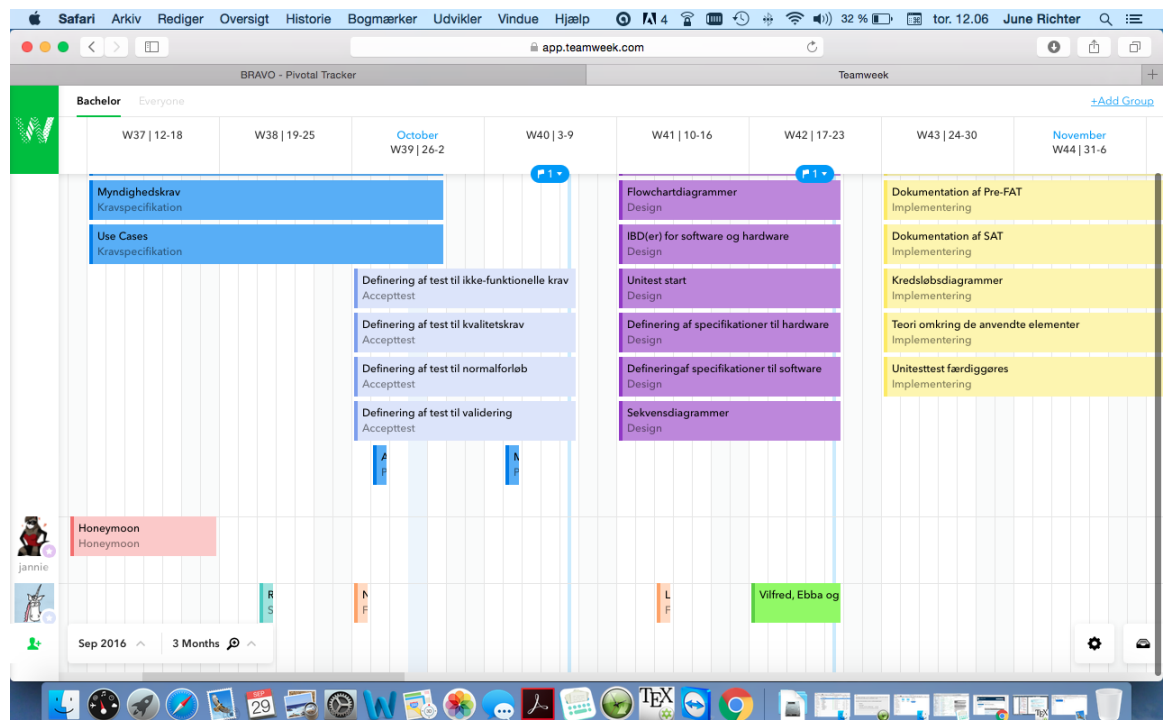 Safari Arkiv Rediger Oversigt Historie Bogmærker Udvikler Vindue Hjælp 4 32 % tor. 12.06 June Richter
app.teamweek.com
BRAVO - Pivotal Tracker Teamweek
Bachelor Everyone +Add Group
W37 | 12-18 W38 | 19-25 October W40 | 3-9 W41 | 10-16 W42 | 17-23 W43 | 24-30 November
W39 | 26-2 W44 | 31-6
1 1
Myndighedskrav Flowchartdiagrammer Dokumentation af Pre-FAT
Kravspecifikation Design Implementering
Use Cases IBD(er) for software og hardware Dokumentation af SAT
Kravspecifikation Design Implementering
Definering af test til ikke-funktionelle krav Unitest start Kredsløbsdiagrammer
Accepttest Design Implementering
Definering af test til kvalitetskrav Definering af specifikationer til hardware Teori omkring de anvendte elementer
Accepttest Design Implementering
Definering af test til normalforløb Defineringaf specifikationer til software Unitesttest færdiggøres
Accepttest Design Implementering
Definering af test til validering Sekvensdiagrammer
Accepttest Design
Honeymoon
Honeymoon
jannie
R N L Vilfred, Ebba og
S F F
Sep 2016 3 Months
SEP
29
TEX